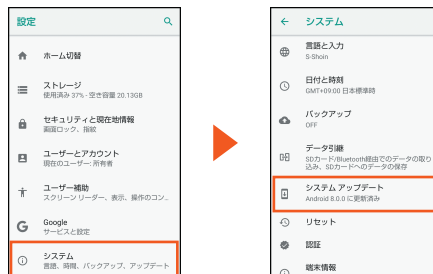 設定
ホーム切替
ストレージ
使用済み 37% - 空き容量 20.13GB
セキュリティと現在地情報
画面ロック、指紋
ユーザーとアカウント
現在のユーザー: 所有者
ユーザー補助
スクリーン リーダー、表示、操作のコン...
Google
サービスと設定
システム
言語、時間、バックアップ、アップデート
システム
言語と入力
S-Shoin
日付と時刻
GMT+09:00 日本標準時
バックアップ
OFF
データ引継
SDカード/Bluetooth経由でのデータの取り
込み、SDカードへのデータの保存
システム アップデート
Android 8.0.0 に更新済み
リセット
認証
端末情報